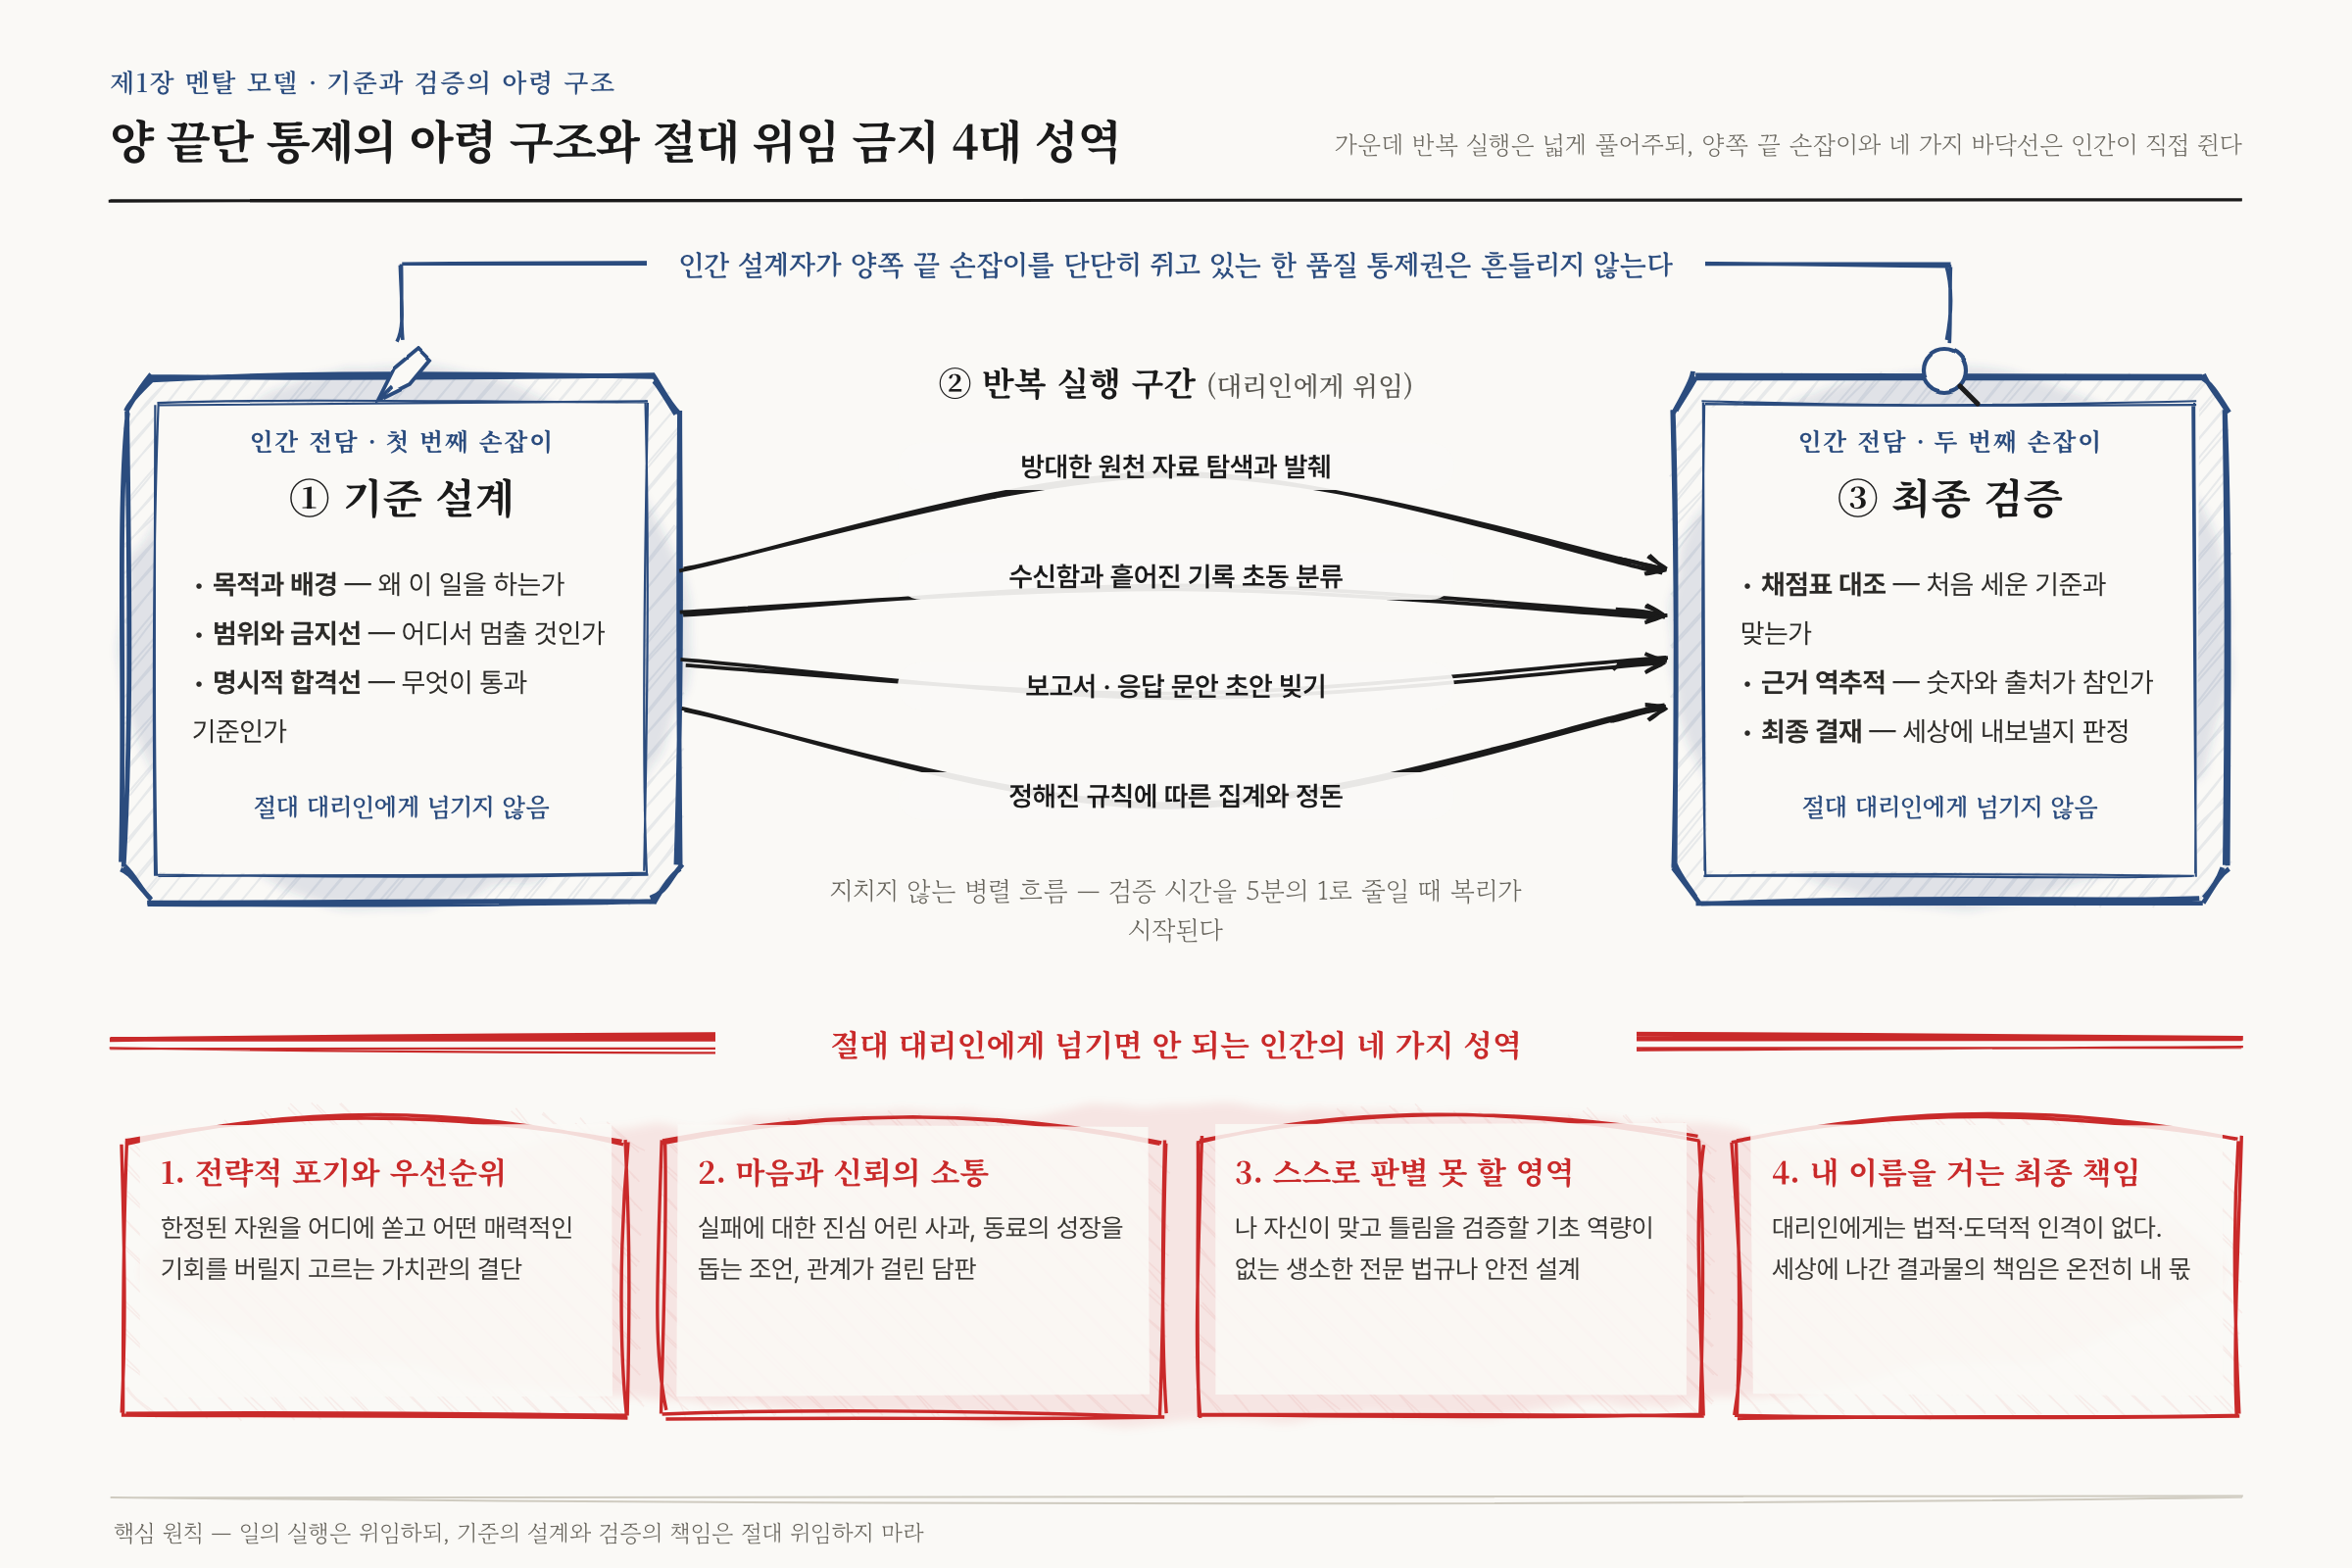 제1장 멘탈 모델 · 기준과 검증의 아령 구조
양 끝단 통제의 아령 구조와 절대 위임 금지 4대 성역
가운데 반복 실행은 넓게 풀어주되, 양쪽 끝 손잡이와 네 가지 바닥선은 인간이 직접 쥔다
인간 설계자가 양쪽 끝 손잡이를 단단히 쥐고 있는 한 품질 통제권은 흔들리지 않는다
인간 전담 · 첫 번째 손잡이
① 기준 설계
· 목적과 배경 — 왜 이 일을 하는가
· 범위와 금지선 — 어디서 멈출 것인가
· 명시적 합격선 — 무엇이 통과
기준인가
절대 대리인에게 넘기지 않음
② 반복 실행 구간 (대리인에게 위임)
방대한 원천 자료 탐색과 발췌
수신함과 흩어진 기록 초동 분류
보고서 · 응답 문안 초안 빚기
정해진 규칙에 따른 집계와 정돈
지치지 않는 병렬 흐름 — 검증 시간을 5분의 1로 줄일 때 복리가
시작된다
인간 전담 · 두 번째 손잡이
③ 최종 검증
· 채점표 대조 — 처음 세운 기준과
맞는가
· 근거 역추적 — 숫자와 출처가 참인가
· 최종 결재 — 세상에 내보낼지 판정
절대 대리인에게 넘기지 않음
절대 대리인에게 넘기면 안 되는 인간의 네 가지 성역
1. 전략적 포기와 우선순위
한정된 자원을 어디에 쏟고 어떤 매력적인
기회를 버릴지 고르는 가치관의 결단
2. 마음과 신뢰의 소통
실패에 대한 진심 어린 사과, 동료의 성장을
돕는 조언, 관계가 걸린 담판
3. 스스로 판별 못 할 영역
나 자신이 맞고 틀림을 검증할 기초 역량이
없는 생소한 전문 법규나 안전 설계
4. 내 이름을 거는 최종 책임
대리인에게는 법적·도덕적 인격이 없다.
세상에 나간 결과물의 책임은 온전히 내 몫
핵심 원칙 — 일의 실행은 위임하되, 기준의 설계와 검증의 책임은 절대 위임하지 마라